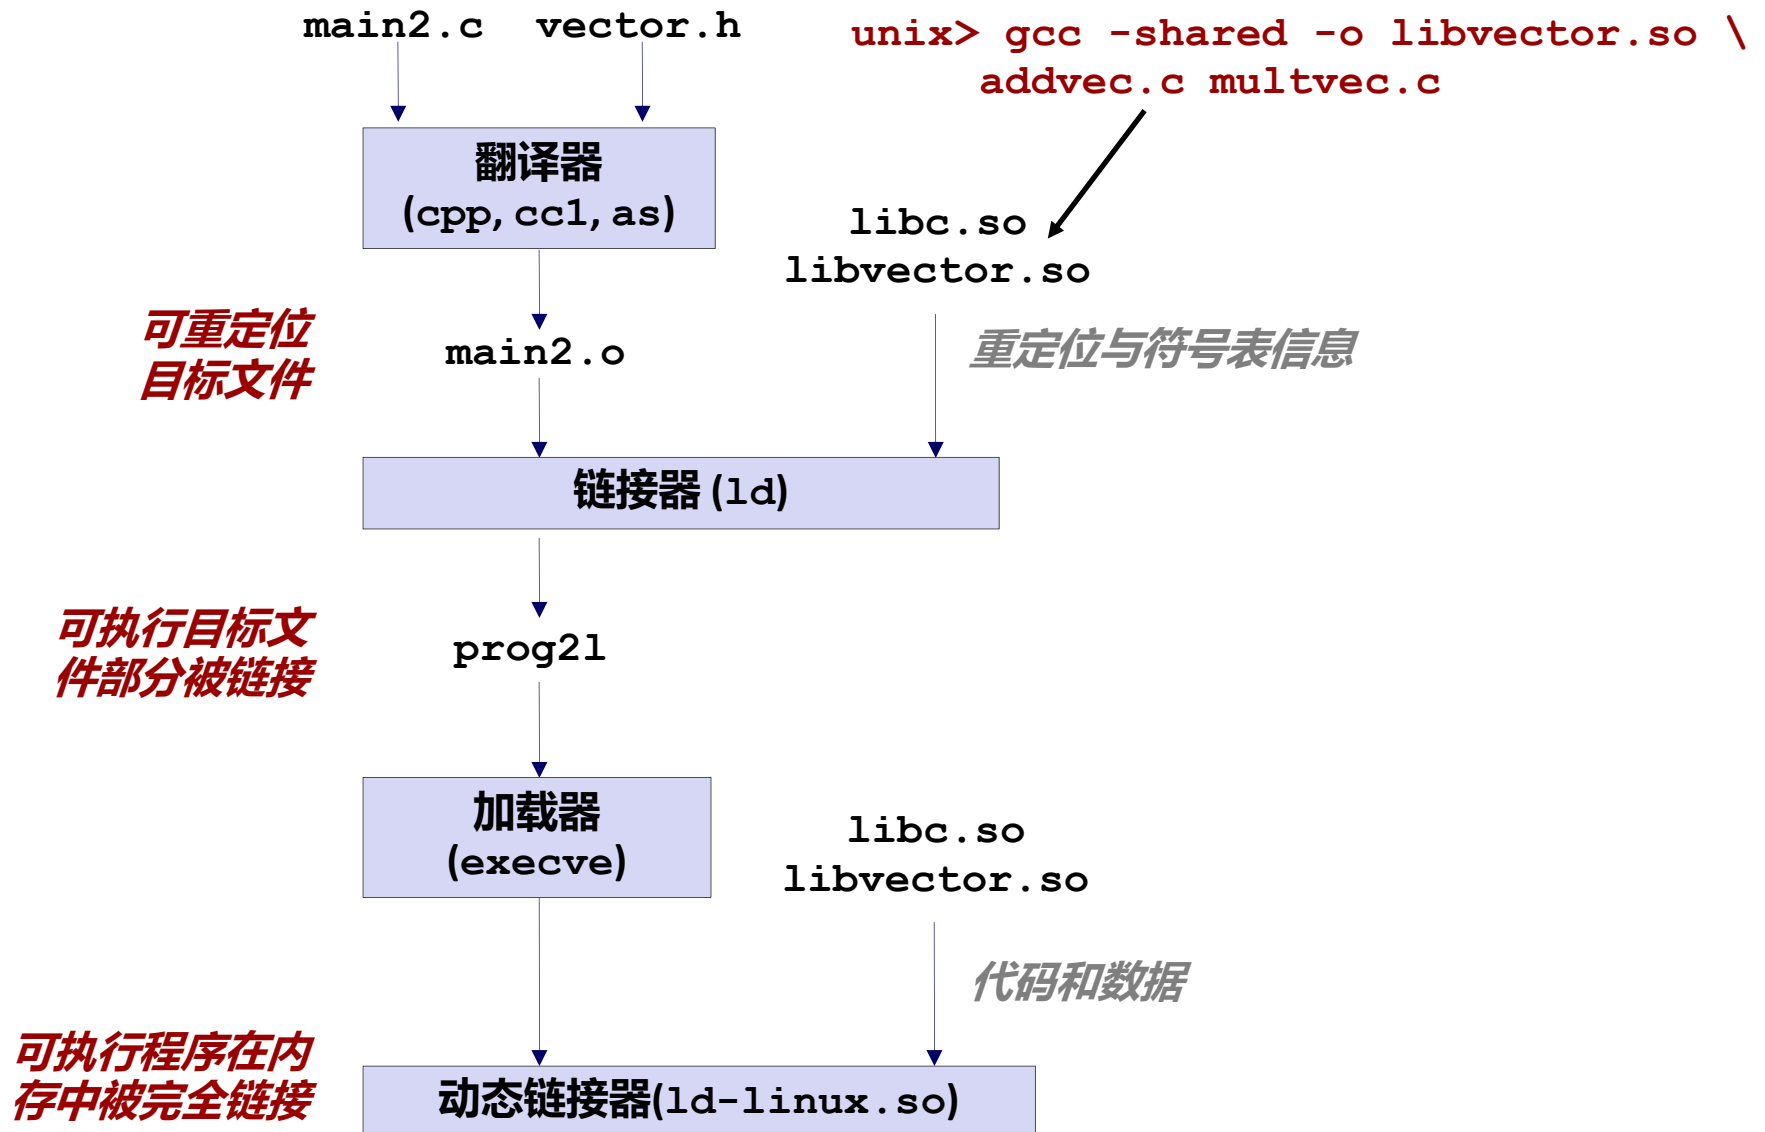 main2.c vector.h
unix> gcc -shared -o libvector.so \
addvec.c multvec.c
翻译器
(cpp, cc1, as)
libc.so
libvector.so
可重定位
目标文件
main2.o
重定位与符号表信息
链接器 (ld)
可执行目标文
件部分被链接
prog2l
加载器
(execve)
libc.so
libvector.so
代码和数据
可执行程序在内
存中被完全链接
动态链接器(ld-linux.so)